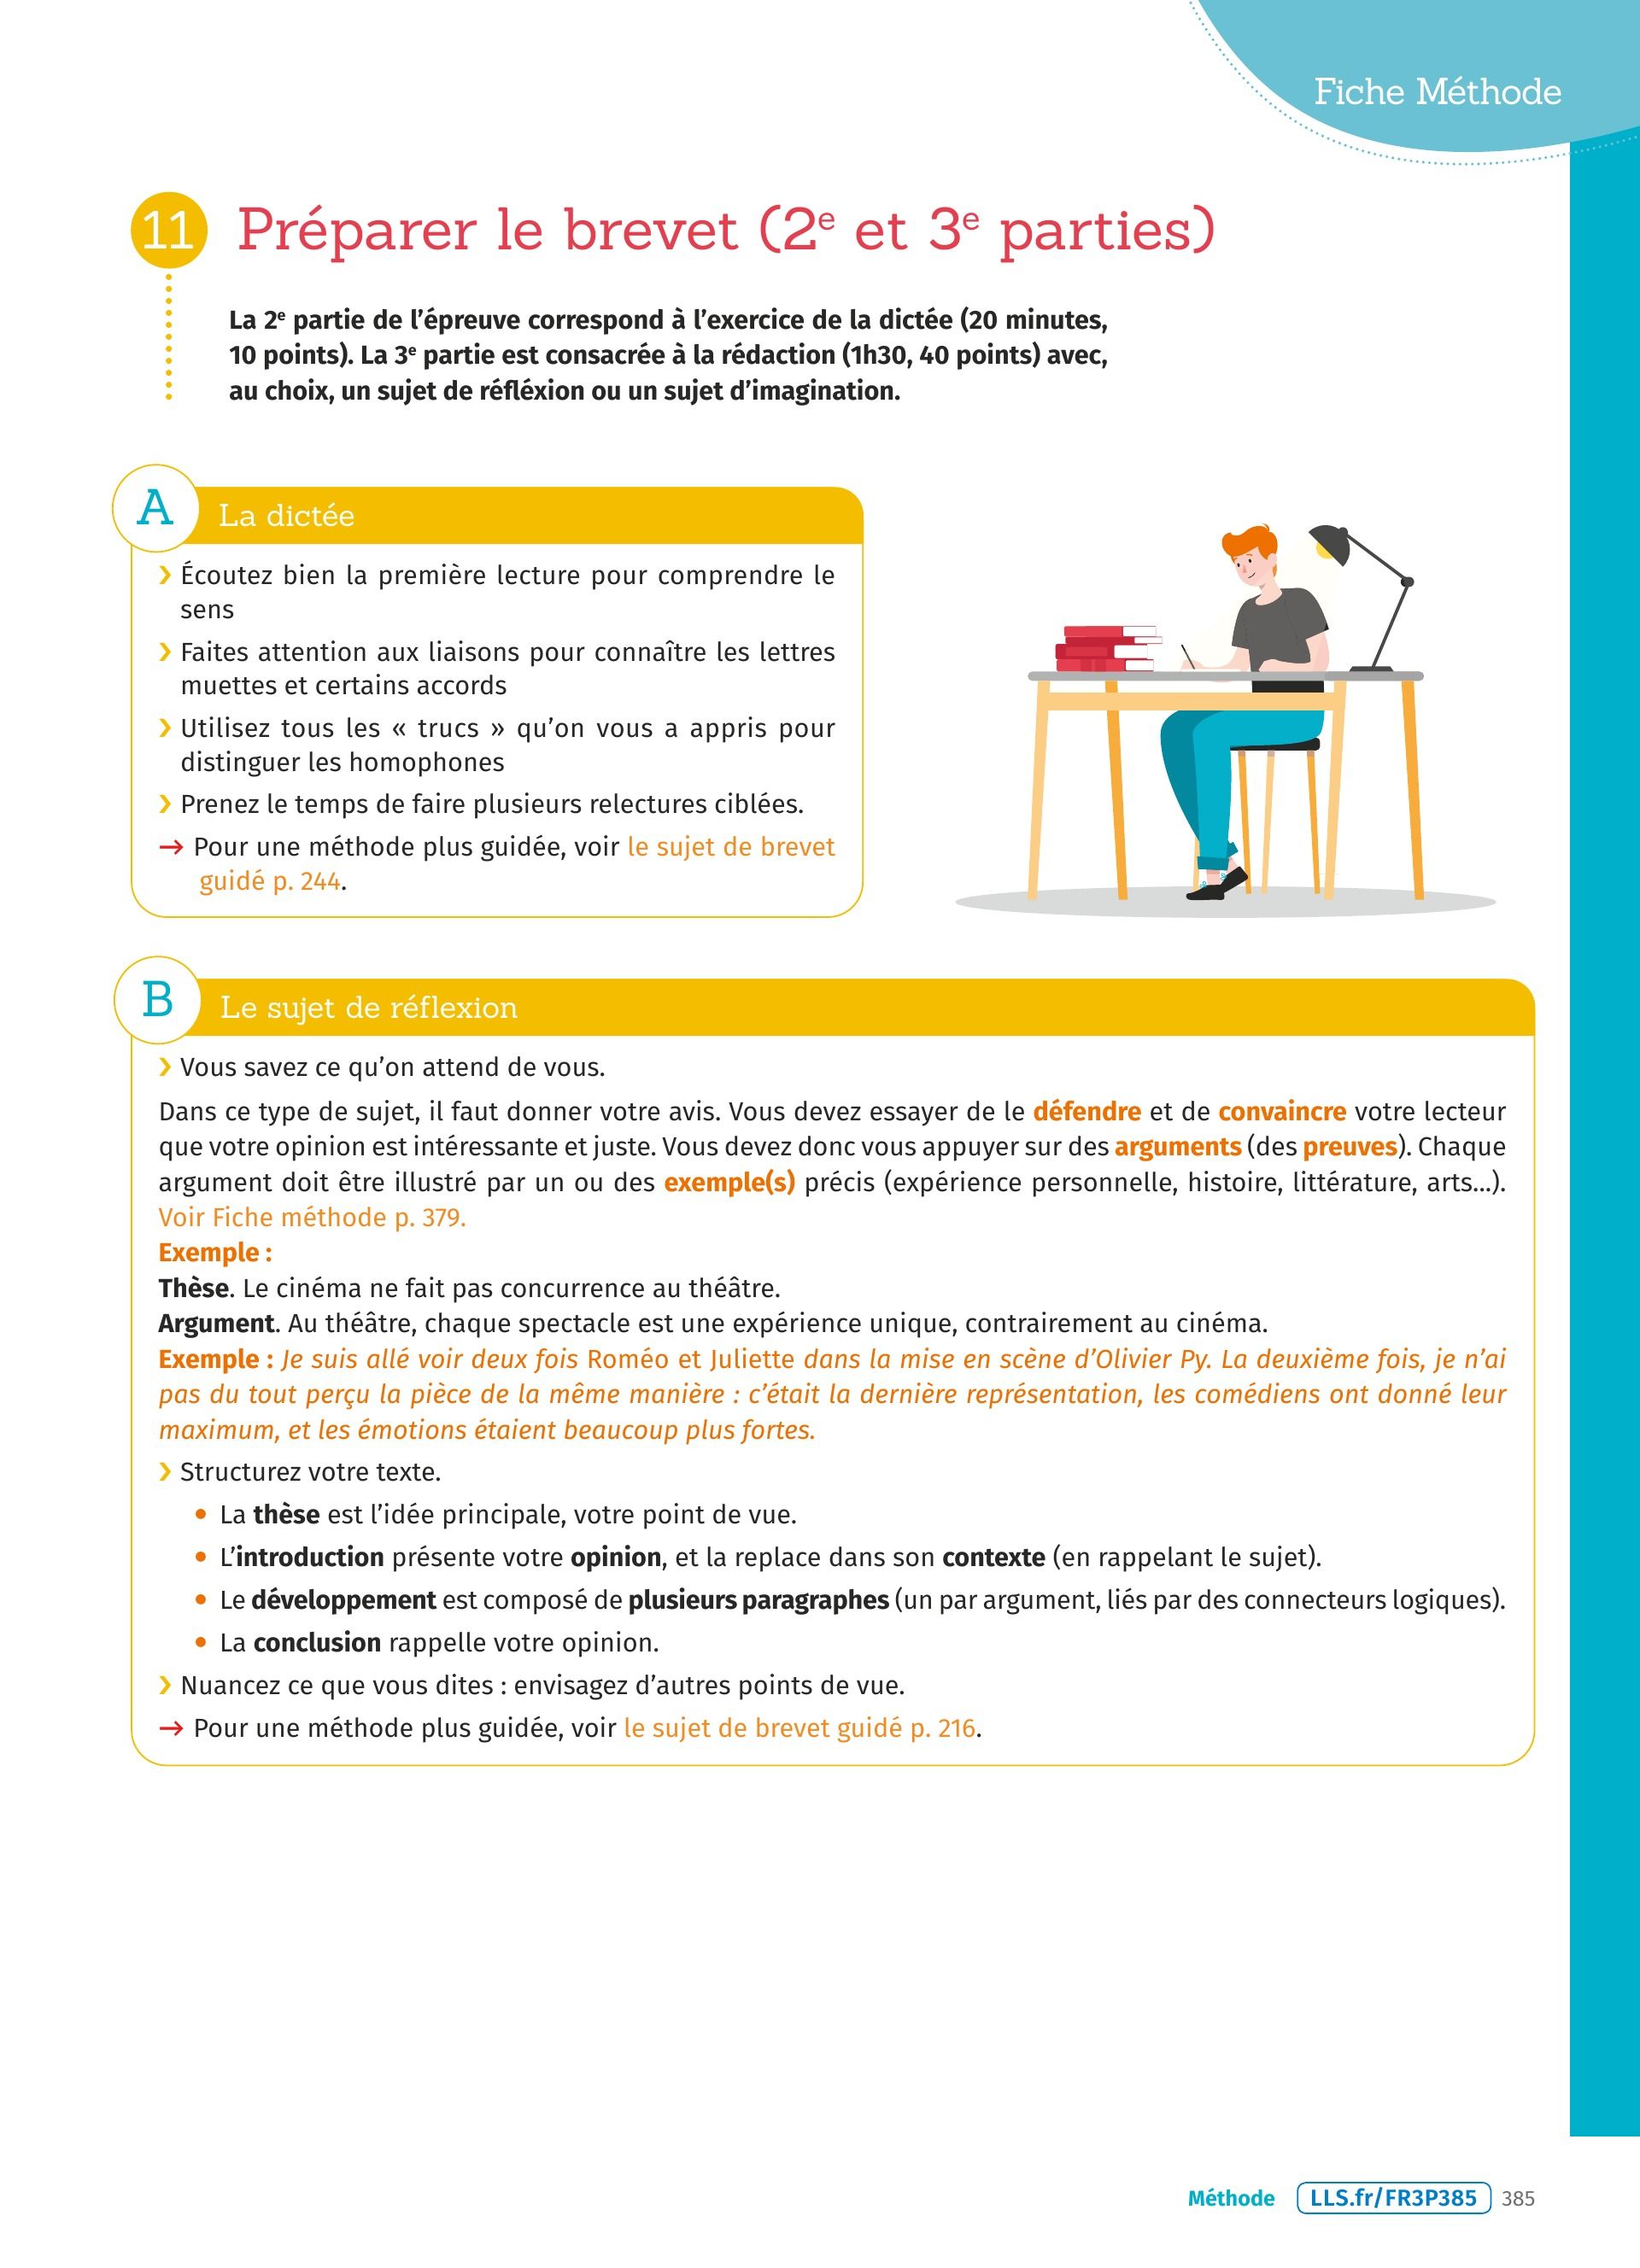 Fiche Méthode
11 Préparer le brevet (2e et 3e parties)
La 2e partie de l’épreuve correspond à l’exercice de la dictée (20 minutes,
10 points). La 3e partie est consacrée à la rédaction (1h30, 40 points) avec,
au choix, un sujet de réfléxion ou un sujet d’imagination.
A La dictée
› Écoutez bien la première lecture pour comprendre le
sens
› Faites attention aux liaisons pour connaître les lettres
muettes et certains accords
› Utilisez tous les « trucs » qu’on vous a appris pour
distinguer les homophones
› Prenez le temps de faire plusieurs relectures ciblées.
→ Pour une méthode plus guidée, voir le sujet de brevet
guidé p. 244.
B Le sujet de réflexion
› Vous savez ce qu’on attend de vous.
Dans ce type de sujet, il faut donner votre avis. Vous devez essayer de le défendre et de convaincre votre lecteur
que votre opinion est intéressante et juste. Vous devez donc vous appuyer sur des arguments (des preuves). Chaque
argument doit être illustré par un ou des exemple(s) précis (expérience personnelle, histoire, littérature, arts…).
Voir Fiche méthode p. 379.
Exemple :
Thèse. Le cinéma ne fait pas concurrence au théâtre.
Argument. Au théâtre, chaque spectacle est une expérience unique, contrairement au cinéma.
Exemple : Je suis allé voir deux fois Roméo et Juliette dans la mise en scène d’Olivier Py. La deuxième fois, je n’ai
pas du tout perçu la pièce de la même manière : c’était la dernière représentation, les comédiens ont donné leur
maximum, et les émotions étaient beaucoup plus fortes.
› Structurez votre texte.
• La thèse est l’idée principale, votre point de vue.
• L’introduction présente votre opinion, et la replace dans son contexte (en rappelant le sujet).
• Le développement est composé de plusieurs paragraphes (un par argument, liés par des connecteurs logiques).
• La conclusion rappelle votre opinion.
› Nuancez ce que vous dites : envisagez d’autres points de vue.
→ Pour une méthode plus guidée, voir le sujet de brevet guidé p. 216.
Méthode LLS.fr/FR3P385 385